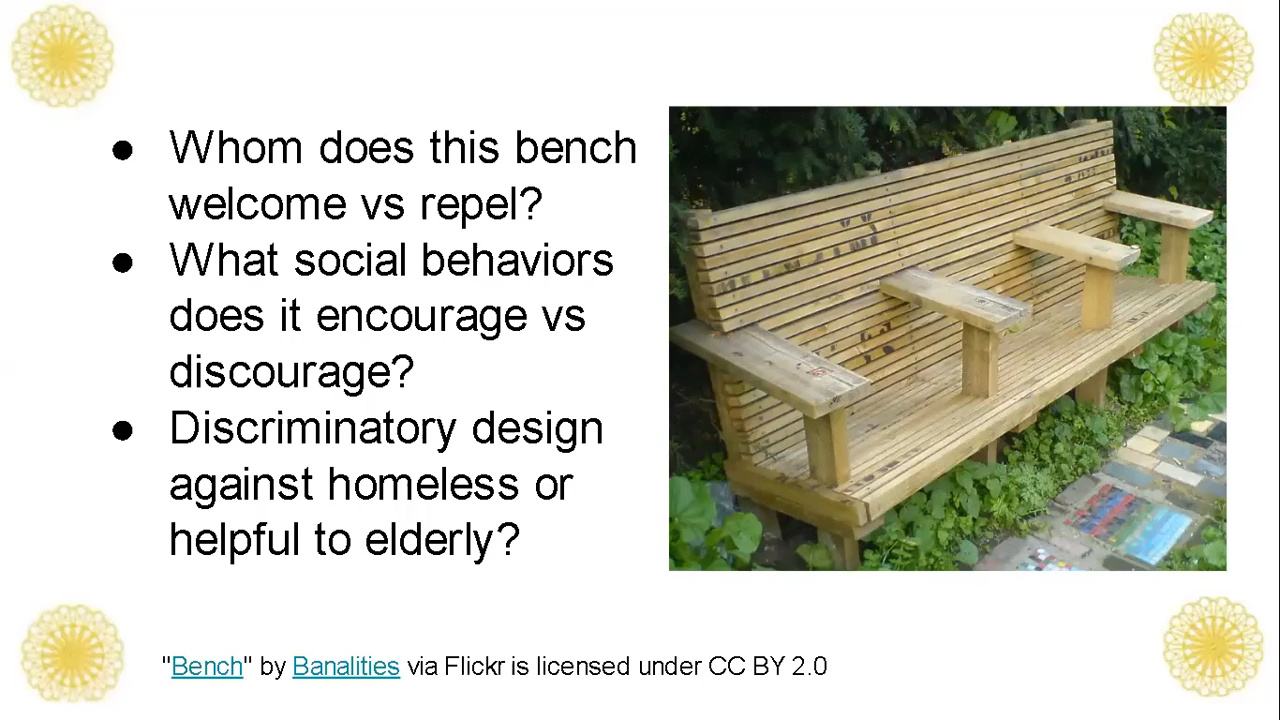 ● Whom does this bench
welcome vs repel?
● What social behaviors
does it encourage vs
discourage?
● Discriminatory design
against homeless or
helpful to elderly?
"Bench" by Banalities via Flickr is licensed under CC BY 2.0